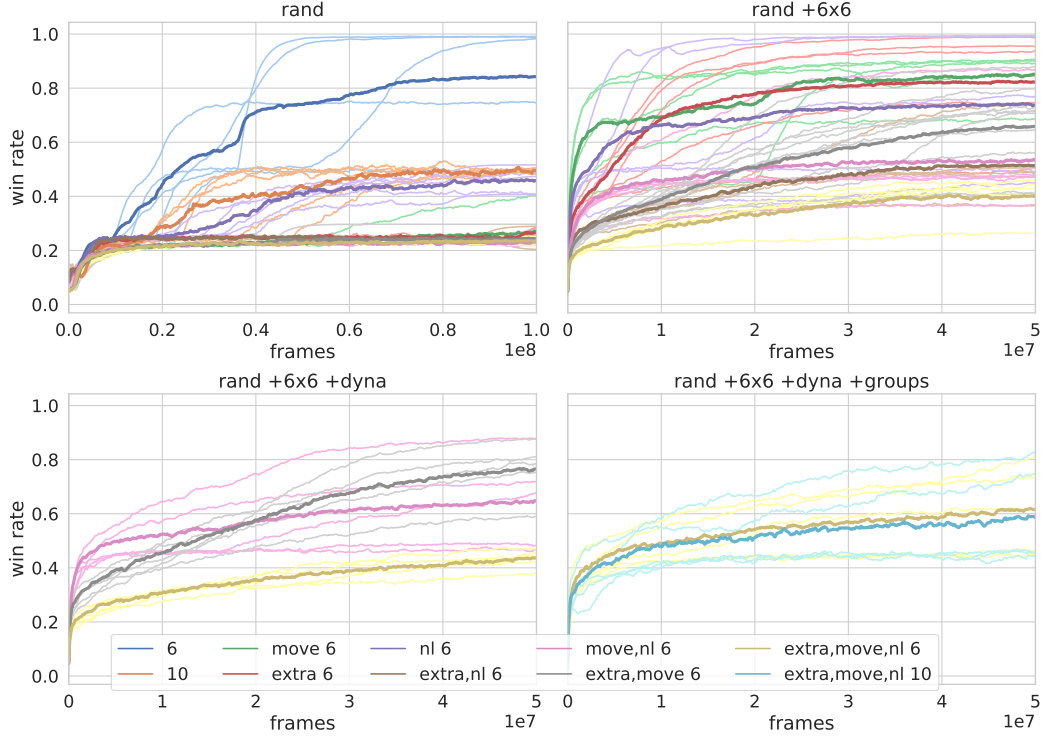 rand
rand +6x6
win rate
1.0
0.8
0.6
0.4
0.2
0.0
0.0 0.2 0.4 0.6 0.8 1.0
1e8
frames
0 1 2 3 4 5
1e7
frames
rand +6x6 +dyna
rand +6x6 +dyna +groups
win rate
1.0
0.8
0.6
0.4
0.2
0.0
6 move 6 nl 6 move,nl 6 extra,move,nl 6
10 extra 6 extra,nl 6 extra,move 6 extra,move,nl 10
0 1 2 3 4 5
1e7
frames
0 1 2 3 4 5
1e7
frames